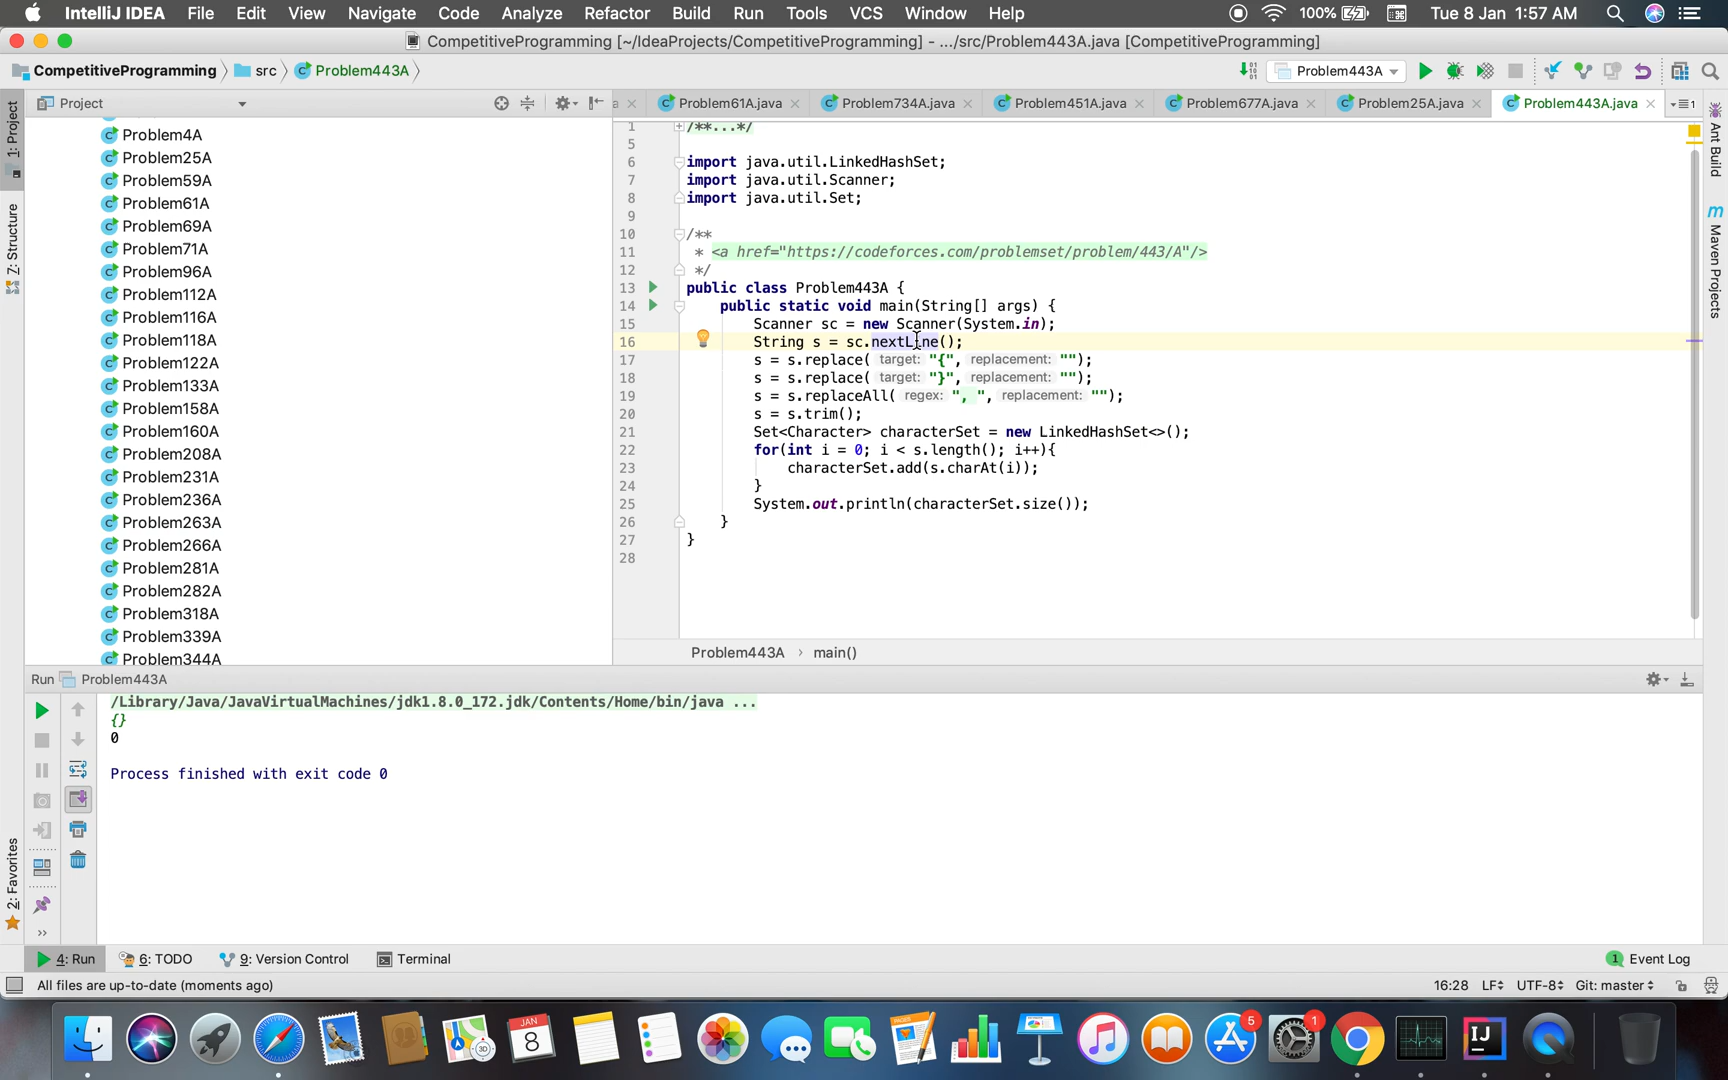 IntelliJ IDEA File Edit View Navigate Code Analyze Refactor Build Run Tools VCS Window Help 100% Tue 8 Jan 1:57 AM
CompetitiveProgramming [~/IdeaProjects/CompetitiveProgramming] - .../src/Problem443A.java [CompetitiveProgramming]
CompetitiveProgramming src Problem443A Problem443A
Project a Problem61A.java Problem734A.java Problem451A.java Problem677A.java Problem25A.java Problem443A.java
1: Project
Z: Structure
2: Favorites
Problem4A
Problem25A
Problem59A
Problem61A
Problem69A
Problem71A
Problem96A
Problem112A
Problem116A
Problem118A
Problem122A
Problem133A
Problem158A
Problem160A
Problem208A
Problem231A
Problem236A
Problem263A
Problem266A
Problem281A
Problem282A
Problem318A
Problem339A
Problem344A
1 /**...*/
5
6 import java.util.LinkedHashSet;
7 import java.util.Scanner;
8 import java.util.Set;
9
10 /**
11 * <a href="https://codeforces.com/problemset/problem/443/A"/>
12 */
13 public class Problem443A {
14 public static void main(String[] args) {
15 Scanner sc = new Scanner(System.in);
16 String s = sc.nextLine();
17 s = s.replace( target: "{", replacement: "");
18 s = s.replace( target: "}", replacement: "");
19 s = s.replaceAll( regex: ", ", replacement: "");
20 s = s.trim();
21 Set<Character> characterSet = new LinkedHashSet<>();
22 for(int i = 0; i < s.length(); i++){
23 characterSet.add(s.charAt(i));
24 }
25 System.out.println(characterSet.size());
26 }
27 }
28
Problem443A › main()
Ant Build
m Maven Projects
Run Problem443A
/Library/Java/JavaVirtualMachines/jdk1.8.0_172.jdk/Contents/Home/bin/java ...
{}
0
Process finished with exit code 0
4: Run 6: TODO 9: Version Control Terminal 1 Event Log
All files are up-to-date (moments ago) 16:28 LF UTF-8 Git: master
JAN
8
3D
5
1
IJ